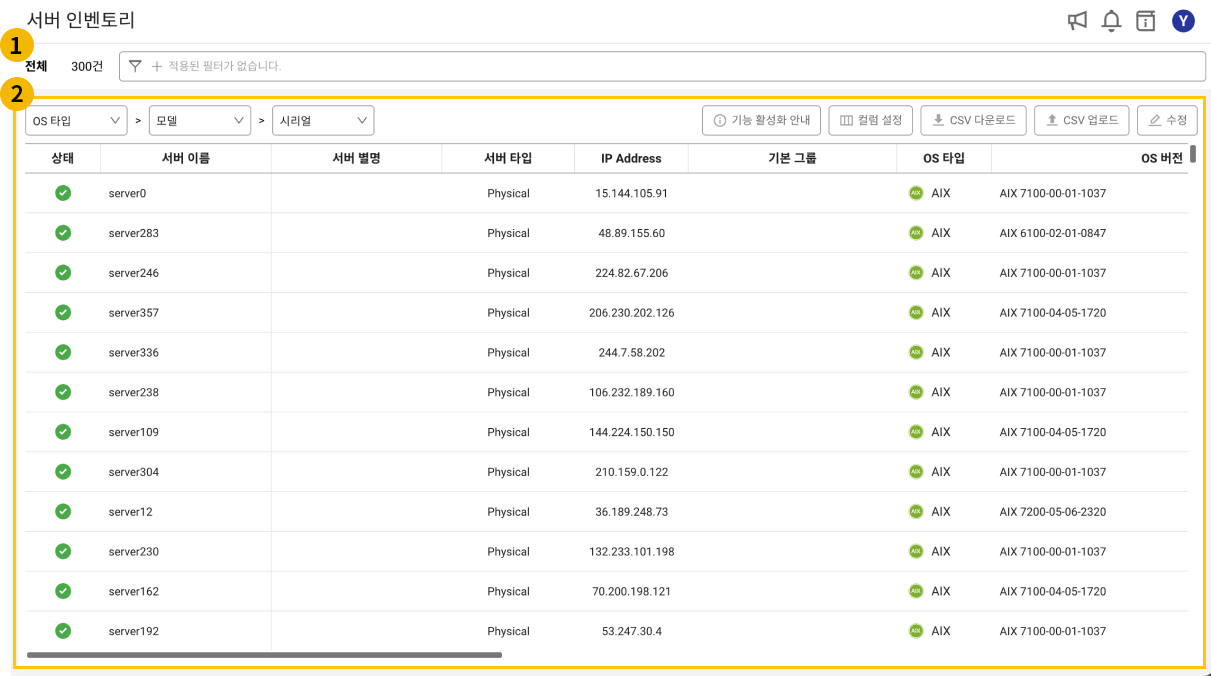 서버 인벤토리
Y
1
전체 300건 적용된 필터가 없습니다.
2
OS 타입 > 모델 > 시리얼 기능 활성화 안내 컬럼 설정 CSV 다운로드 CSV 업로드 수정
상태 서버 이름 서버 별명 서버 타입 IP Address 기본 그룹 OS 타입 OS 버전
server0 Physical 15.144.105.91 AIX AIX AIX 7100-00-01-1037
server283 Physical 48.89.155.60 AIX AIX AIX 6100-02-01-0847
server246 Physical 224.82.67.206 AIX AIX AIX 7100-00-01-1037
server357 Physical 206.230.202.126 AIX AIX AIX 7100-04-05-1720
server336 Physical 244.7.58.202 AIX AIX AIX 7100-00-01-1037
server238 Physical 106.232.189.160 AIX AIX AIX 7100-00-01-1037
server109 Physical 144.224.150.150 AIX AIX AIX 7100-04-05-1720
server304 Physical 210.159.0.122 AIX AIX AIX 7100-00-01-1037
server12 Physical 36.189.248.73 AIX AIX AIX 7200-05-06-2320
server230 Physical 132.233.101.198 AIX AIX AIX 7100-00-01-1037
server162 Physical 70.200.198.121 AIX AIX AIX 7100-04-05-1720
server192 Physical 53.247.30.4 AIX AIX AIX 7100-00-01-1037